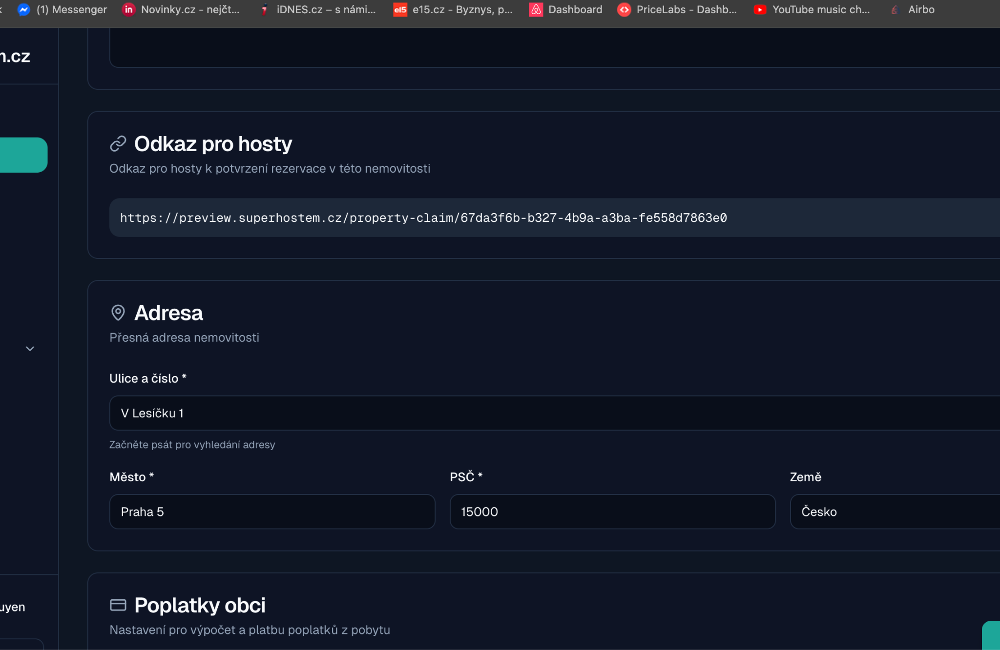 (1) Messenger
Novinky.cz - nejčt...
iDNES.cz – s námi...
e15 e15.cz - Byznys, p...
Dashboard
PriceLabs - Dashb...
YouTube music ch...
Airbo
.cz
Odkaz pro hosty
Odkaz pro hosty k potvrzení rezervace v této nemovitosti
https://preview.superhostem.cz/property-claim/67da3f6b-b327-4b9a-a3ba-fe558d7863e0
Adresa
Přesná adresa nemovitosti
Ulice a číslo *
V Lesíčku 1
Začněte psát pro vyhledání adresy
Město *
PSČ *
Země
Praha 5
15000
Česko
uyen
Poplatky obci
Nastavení pro výpočet a platbu poplatků z pobytu